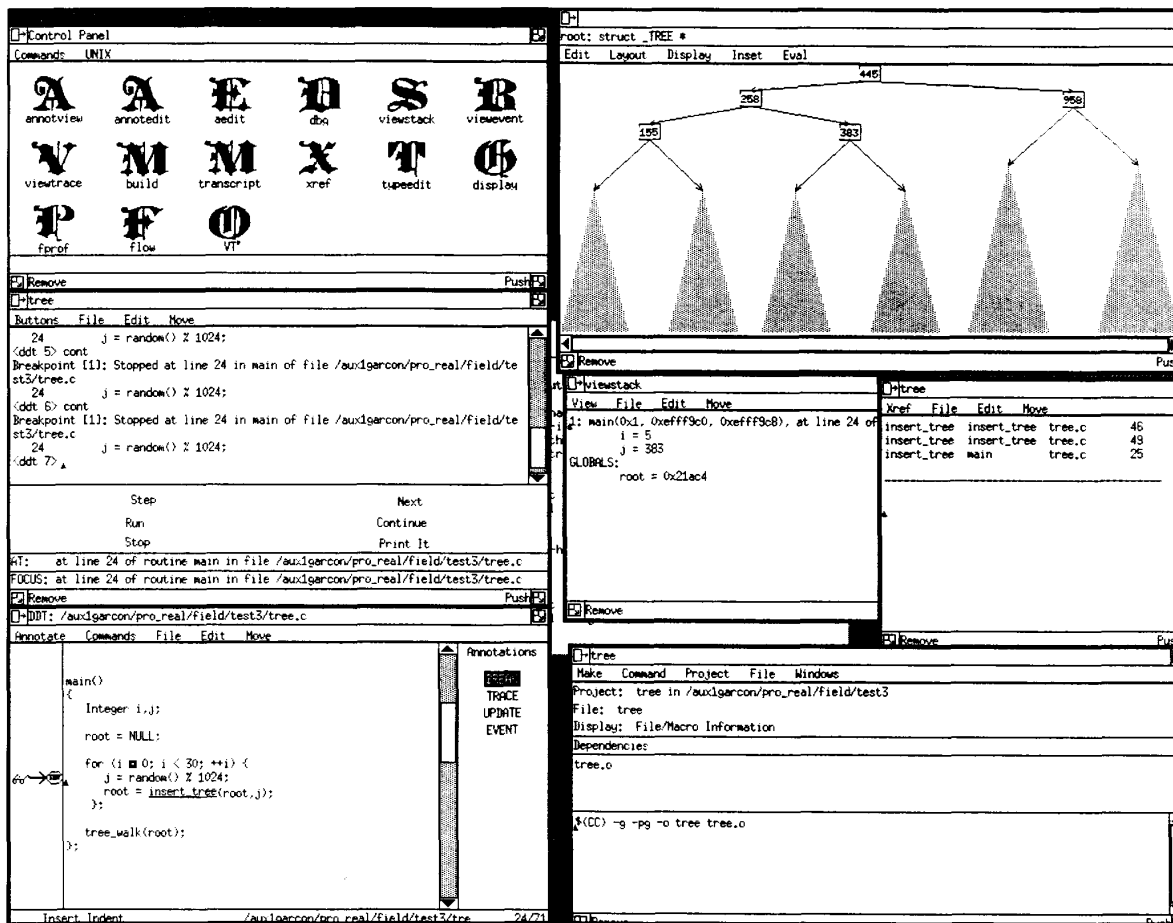 Control Panel
Commands UNIX
A A E D S B
annotview annotedit aedit dbg viewstack viewevent
V M M X T G
viewtrace build transcript xref typeedit display
P F O
fprof flow VT*
Remove Push
tree
Buttons File Edit Move
24 j = random() % 1024;
<ddt 5> cont
Breakpoint [1]: Stopped at line 24 in main of file /aux1garcon/pro_real/field/te
st3/tree.c
24 j = random() % 1024;
<ddt 6> cont
Breakpoint [1]: Stopped at line 24 in main of file /aux1garcon/pro_real/field/te
st3/tree.c
24 j = random() % 1024;
<ddt 7>
Step Next
Run Continue
Stop Print It
AT: at line 24 of routine main in file /aux1garcon/pro_real/field/test3/tree.c
FOCUS: at line 24 of routine main in file /aux1garcon/pro_real/field/test3/tree.c
Remove Push
DDT: /aux1garcon/pro_real/field/test3/tree.c
Annotate Commands File Edit Move
Annotations
TRACE
UPDATE
EVENT
main()
{
Integer i,j;
root = NULL;
for (i = 0; i < 30; ++i) {
j = random() % 1024;
root = insert_tree(root,j);
};
tree_walk(root);
};
Insert Indent /aux1garcon/pro_real/field/test3/tre 24/71
root: struct _TREE *
Edit Layout Display Inset Eval
445
258 958
155 383
Remove Pus
viewstack
View File Edit Move
1: main(0x1, 0xefff9c0, 0xefff9c8), at line 24 of
i = 5
j = 383
GLOBALS:
root = 0x21ac4
Remove
tree
Xref File Edit Move
insert_tree insert_tree tree.c 46
insert_tree insert_tree tree.c 49
insert_tree main tree.c 25
Remove Pus
tree
Make Command Project File Windows
Project: tree in /aux1garcon/pro_real/field/test3
File: tree
Display: File/Macro Information
Dependencies
tree.o
$(CC) -g -pg -o tree tree.o